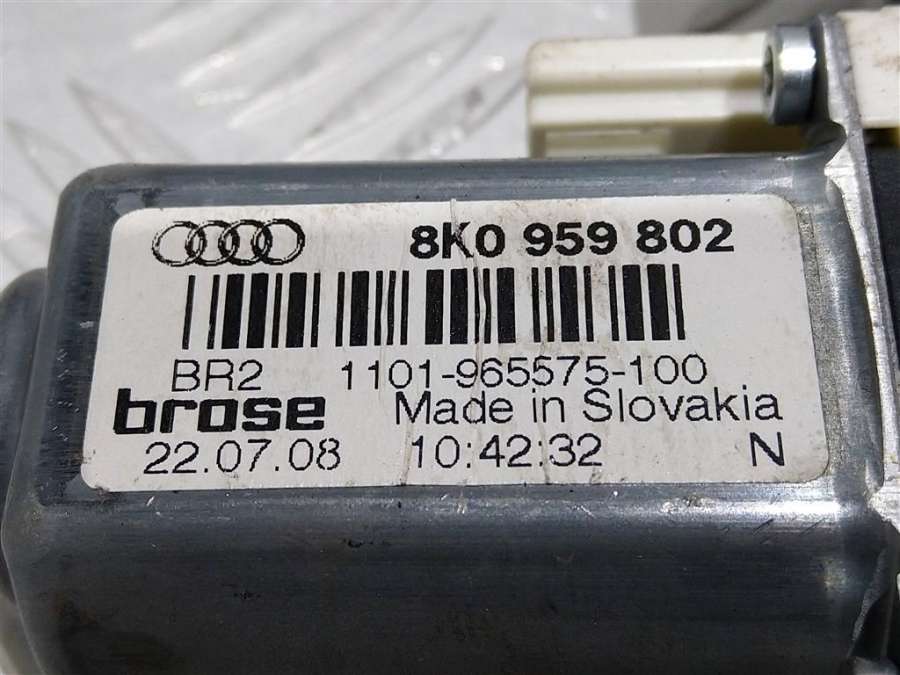 8K0 959 802
BR2 1101-965575-100
brose Made in Slovakia
22.07.08 10:42:32 N